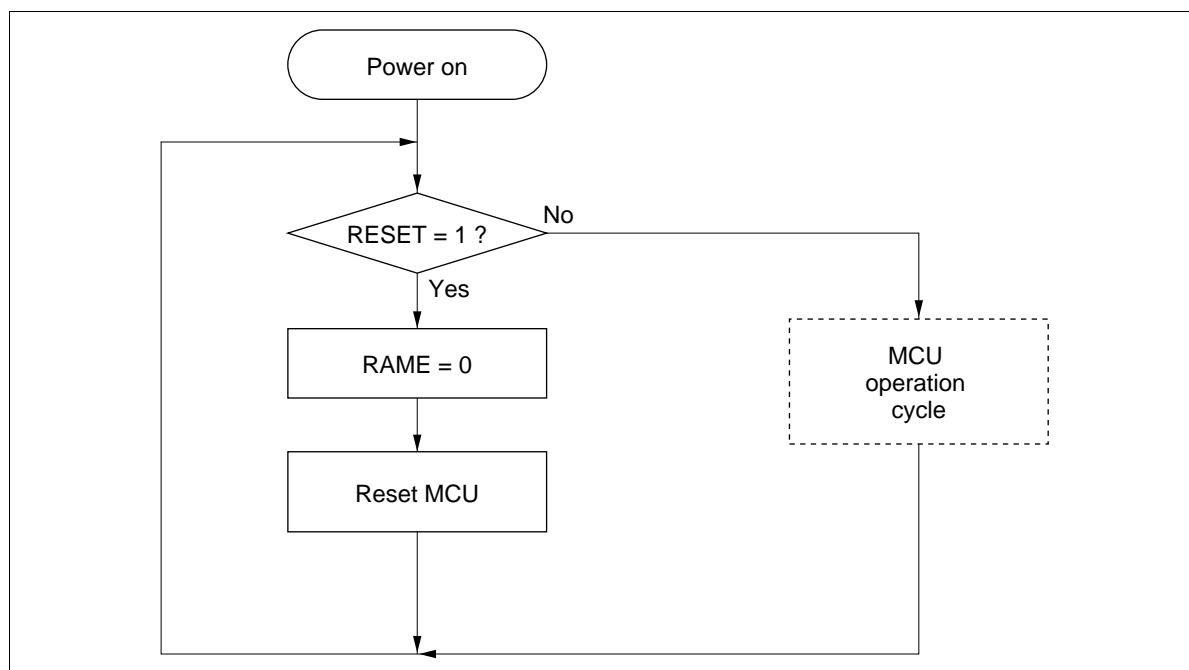 Power on
RESET = 1 ?
No
Yes
RAME = 0
MCU
operation
cycle
Reset MCU